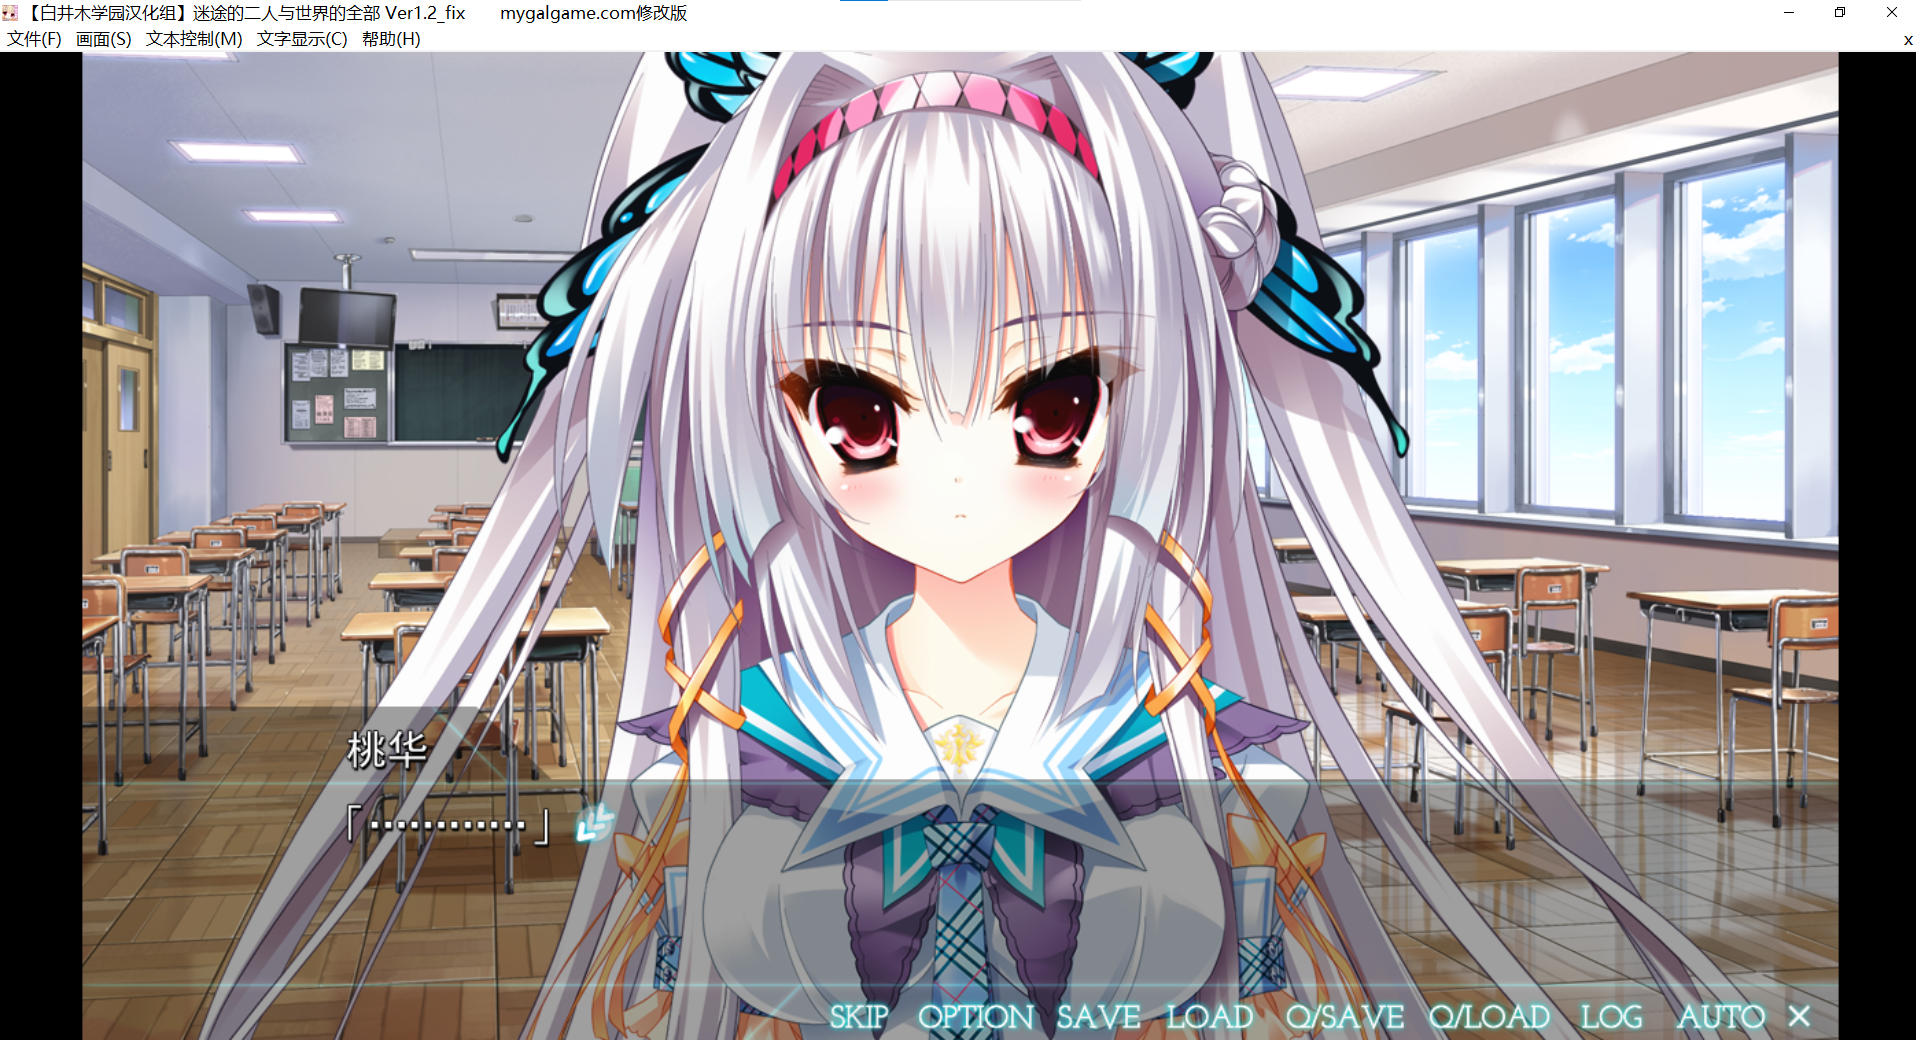 【白井木学园汉化组】迷途的二人与世界的全部 Ver1.2_fix mygalgame.com修改版
文件(F) 画面(S) 文本控制(M) 文字显示(C) 帮助(H)
桃华
「…………」
SKIP OPTION SAVE LOAD Q/SAVE Q/LOAD LOG AUTO ×